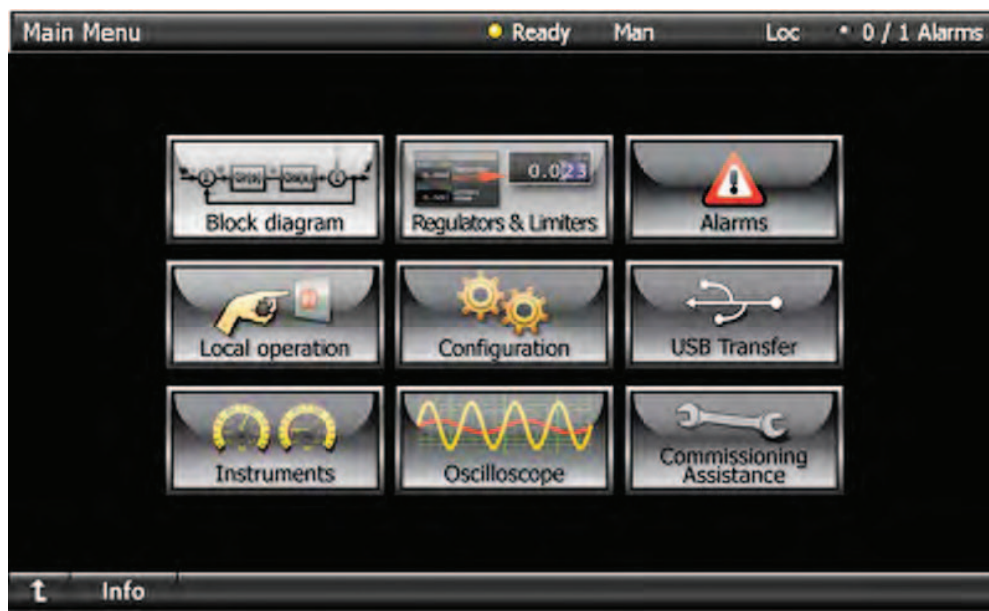 Main Menu
Ready Man Loc • 0 / 1 Alarms
0.023
Block diagram
Regulators & Limiters
Alarms
Local operation
Configuration
USB Transfer
Instruments
Oscilloscope
Commissioning
Assistance
Info